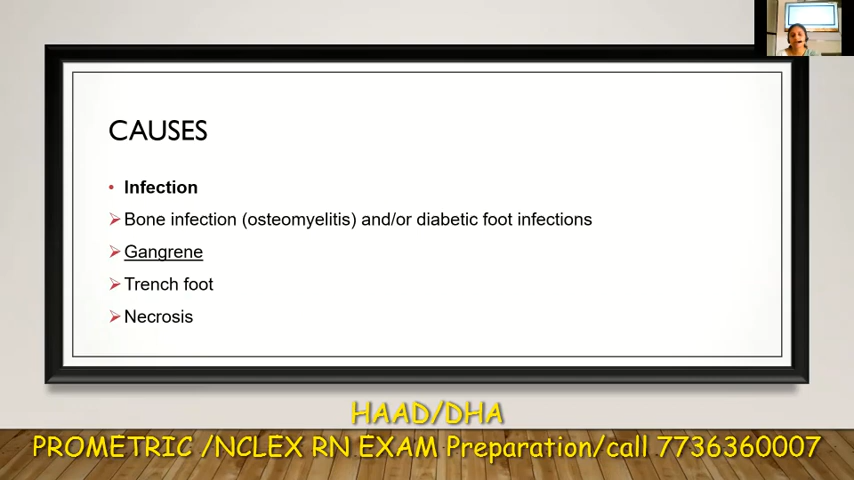 CAUSES
• Infection
➢ Bone infection (osteomyelitis) and/or diabetic foot infections
➢ Gangrene
➢ Trench foot
➢ Necrosis
HAAD/DHA
PROMETRIC /NCLEX RN EXAM Preparation/call 7736360007